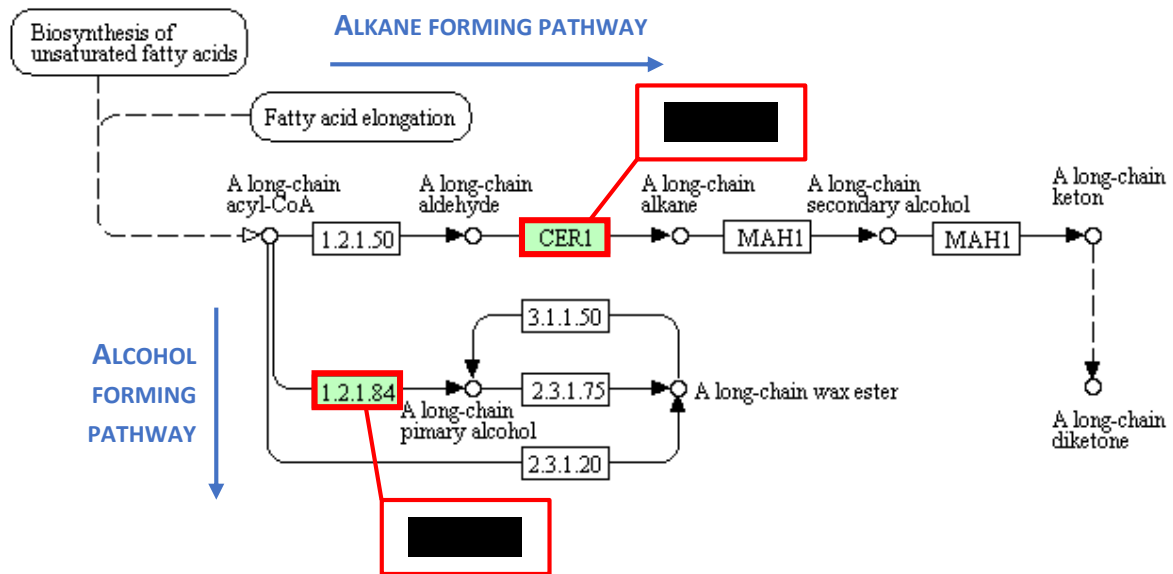 Biosynthesis of
unsaturated fatty acids
ALKANE FORMING PATHWAY
Fatty acid elongation
A long-chain
acyl-CoA
A long-chain
aldehyde
A long-chain
alkane
A long-chain
secondary alcohol
A long-chain
keton
1.2.1.50
CER1
MAH1
MAH1
ALCOHOL
FORMING
PATHWAY
3.1.1.50
1.2.1.84
2.3.1.75
A long-chain wax ester
A long-chain
pimary alcohol
2.3.1.20
A long-chain
diketone